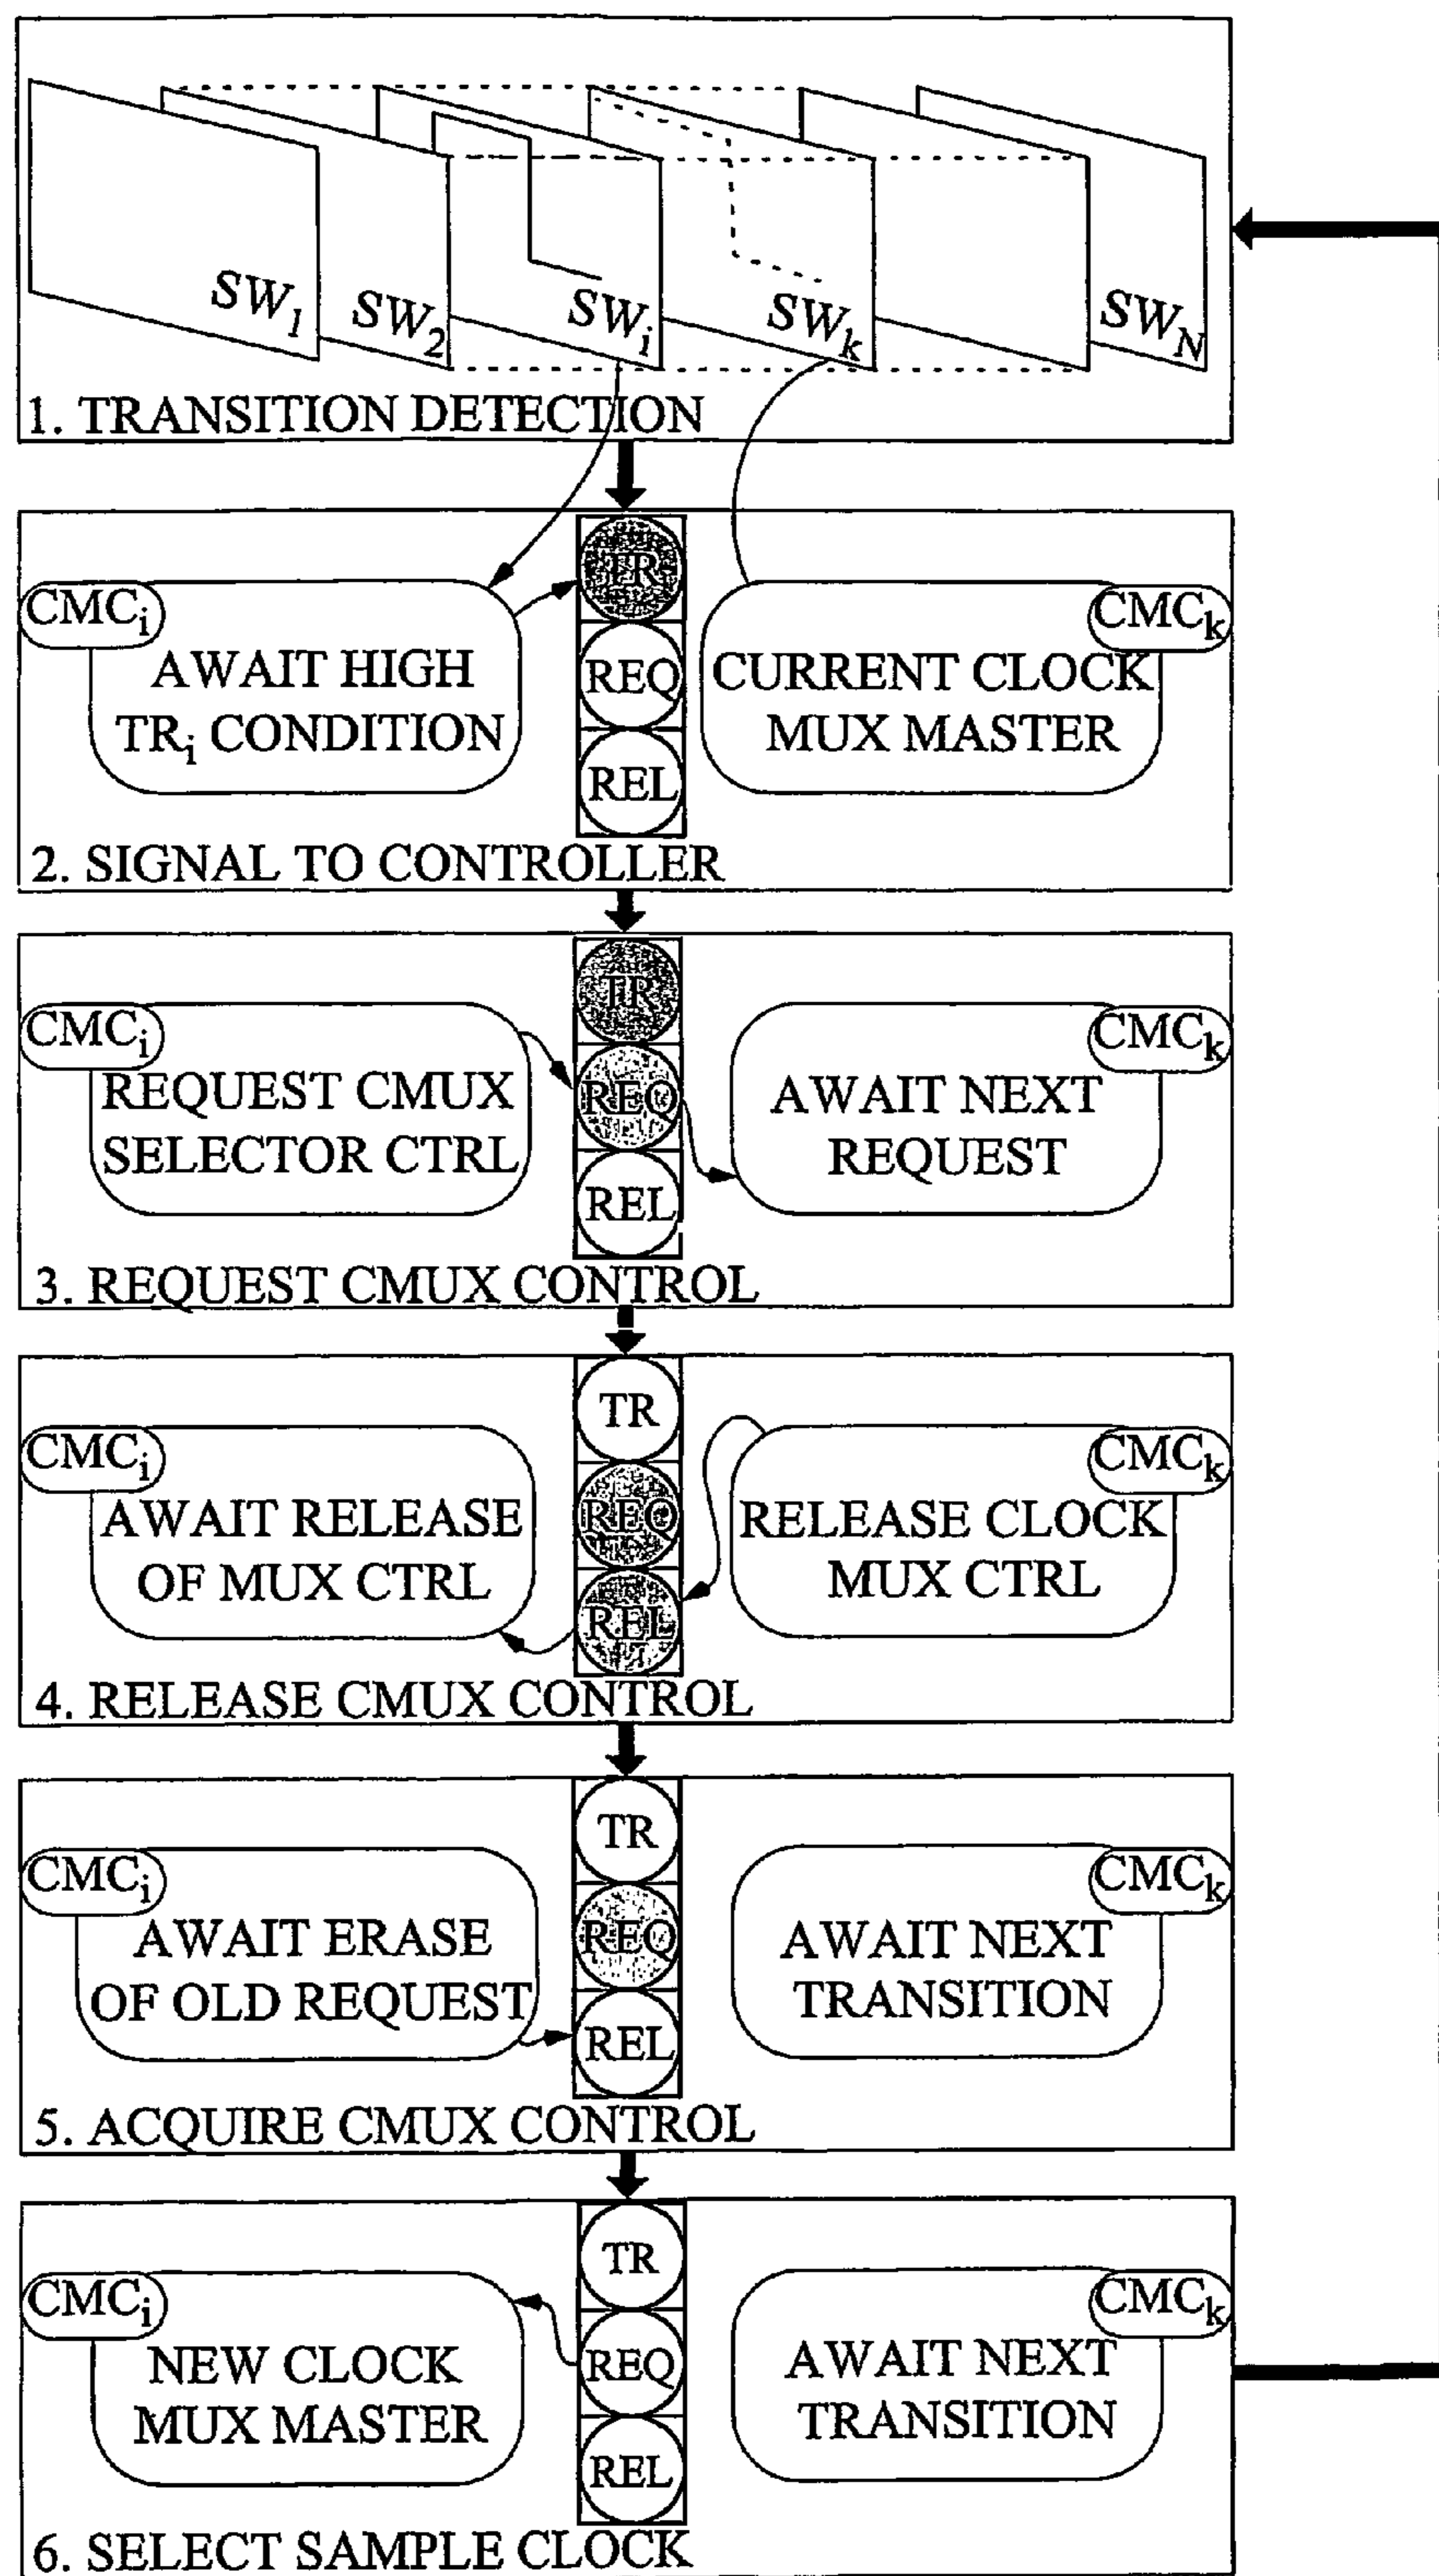 SW1
SW2
SWi
SWk
SWN
1. TRANSITION DETECTION
CMCi
AWAIT HIGH
TRi CONDITION
TR
REQ
REL
CMCk
CURRENT CLOCK
MUX MASTER
2. SIGNAL TO CONTROLLER
CMCi
REQUEST CMUX
SELECTOR CTRL
TR
REQ
REL
CMCk
AWAIT NEXT
REQUEST
3. REQUEST CMUX CONTROL
CMCi
AWAIT RELEASE
OF MUX CTRL
TR
REQ
REL
CMCk
RELEASE CLOCK
MUX CTRL
4. RELEASE CMUX CONTROL
CMCi
AWAIT ERASE
OF OLD REQUEST
TR
REQ
REL
CMCk
AWAIT NEXT
TRANSITION
5. ACQUIRE CMUX CONTROL
CMCi
NEW CLOCK
MUX MASTER
TR
REQ
REL
CMCk
AWAIT NEXT
TRANSITION
6. SELECT SAMPLE CLOCK